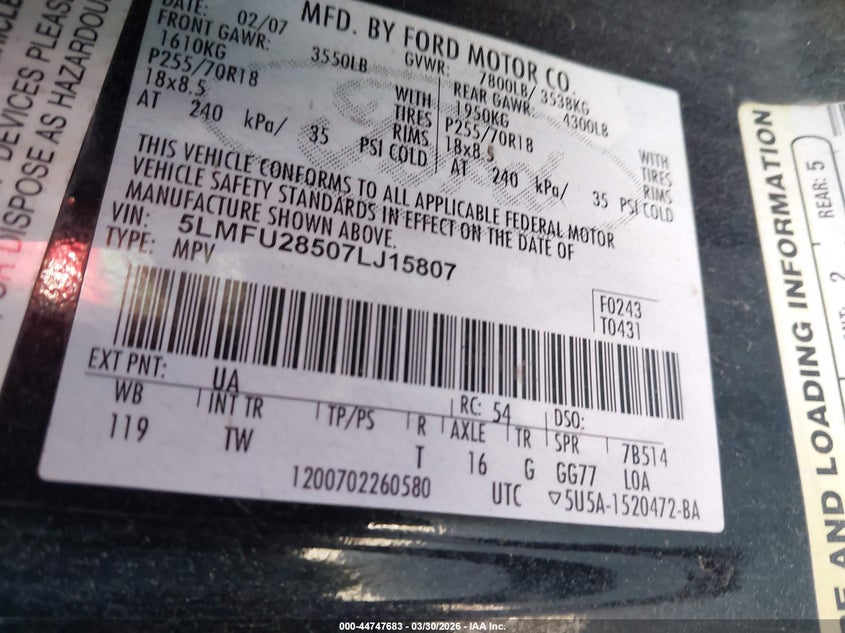 DATE: 02/07
MFD. BY FORD MOTOR CO.
FRONT GAWR: 3550LB
1610KG
P255/70R18
18x8.5
AT 240 kPa/ 35 PSI COLD
WITH
TIRES
RIMS
GVWR: 7800LB/ 3538KG
REAR GAWR: 4300LB
1950KG
P255/70R18
18x8.5
AT 240 kPa/ 35 PSI COLD
WITH
TIRES
RIMS
THIS VEHICLE CONFORMS TO ALL APPLICABLE FEDERAL MOTOR
VEHICLE SAFETY STANDARDS IN EFFECT ON THE DATE OF
MANUFACTURE SHOWN ABOVE.
VIN: 5LMFU28507LJ15807
TYPE: MPV
F0243
T0431
EXT PNT: UA RC: 54 DSO:
WB INT TR TP/PS R AXLE TR SPR 7B514
119 TW T 16 G GG77 LOA
1200702260580 UTC ▽5U5A-1520472-BA
DEVICES PLEASE
DISPOSE AS HAZARDOUS
AND LOADING INFORMATION
REAR: 5
2
000-44747683 - 03/30/2026 - IAA Inc.